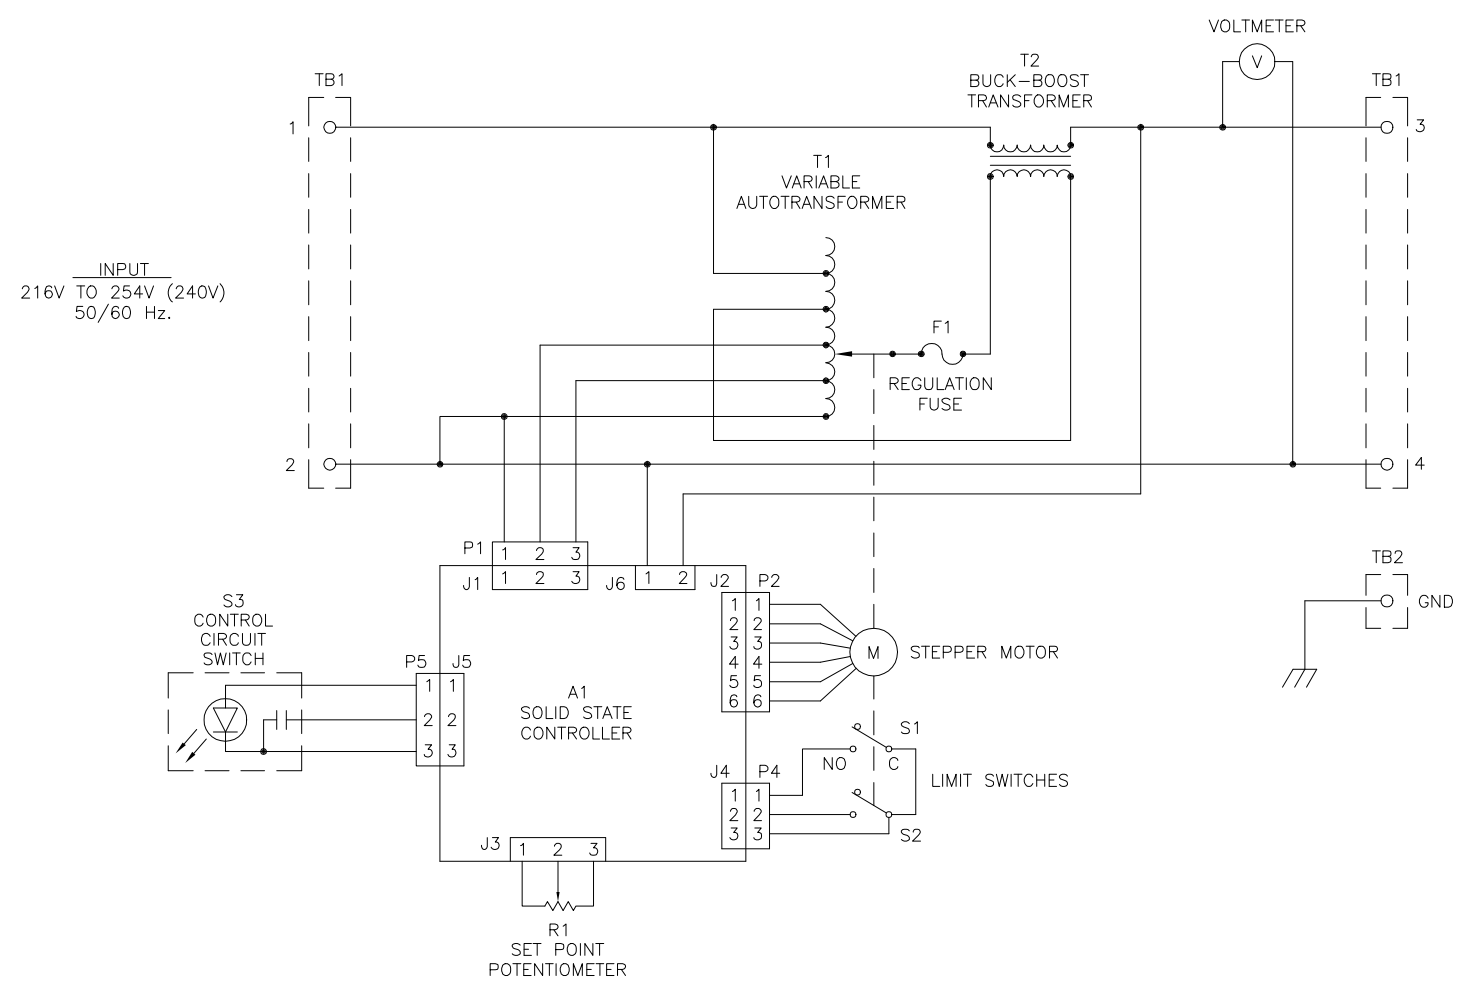 VOLTMETER
V
T2
BUCK-BOOST
TRANSFORMER
TB1
TB1
1
3
T1
VARIABLE
AUTOTRANSFORMER
INPUT
216V TO 254V (240V)
50/60 Hz.
F1
REGULATION
FUSE
2
4
P1
1 2 3
J1
1 2 3
J6
1 2
J2 P2
1 1
2 2
3 3
4 4
5 5
6 6
M
STEPPER MOTOR
TB2
GND
S3
CONTROL
CIRCUIT
SWITCH
P5 J5
1 1
2 2
3 3
A1
SOLID STATE
CONTROLLER
S1
NO C
LIMIT SWITCHES
S2
J4 P4
1 1
2 2
3 3
J3
1 2 3
R1
SET POINT
POTENTIOMETER